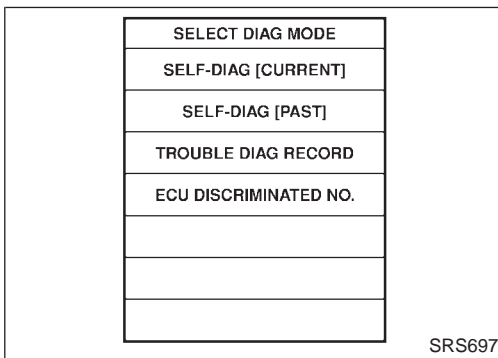 SELECT DIAG MODE
SELF-DIAG [CURRENT]
SELF-DIAG [PAST]
TROUBLE DIAG RECORD
ECU DISCRIMINATED NO.
SRS697